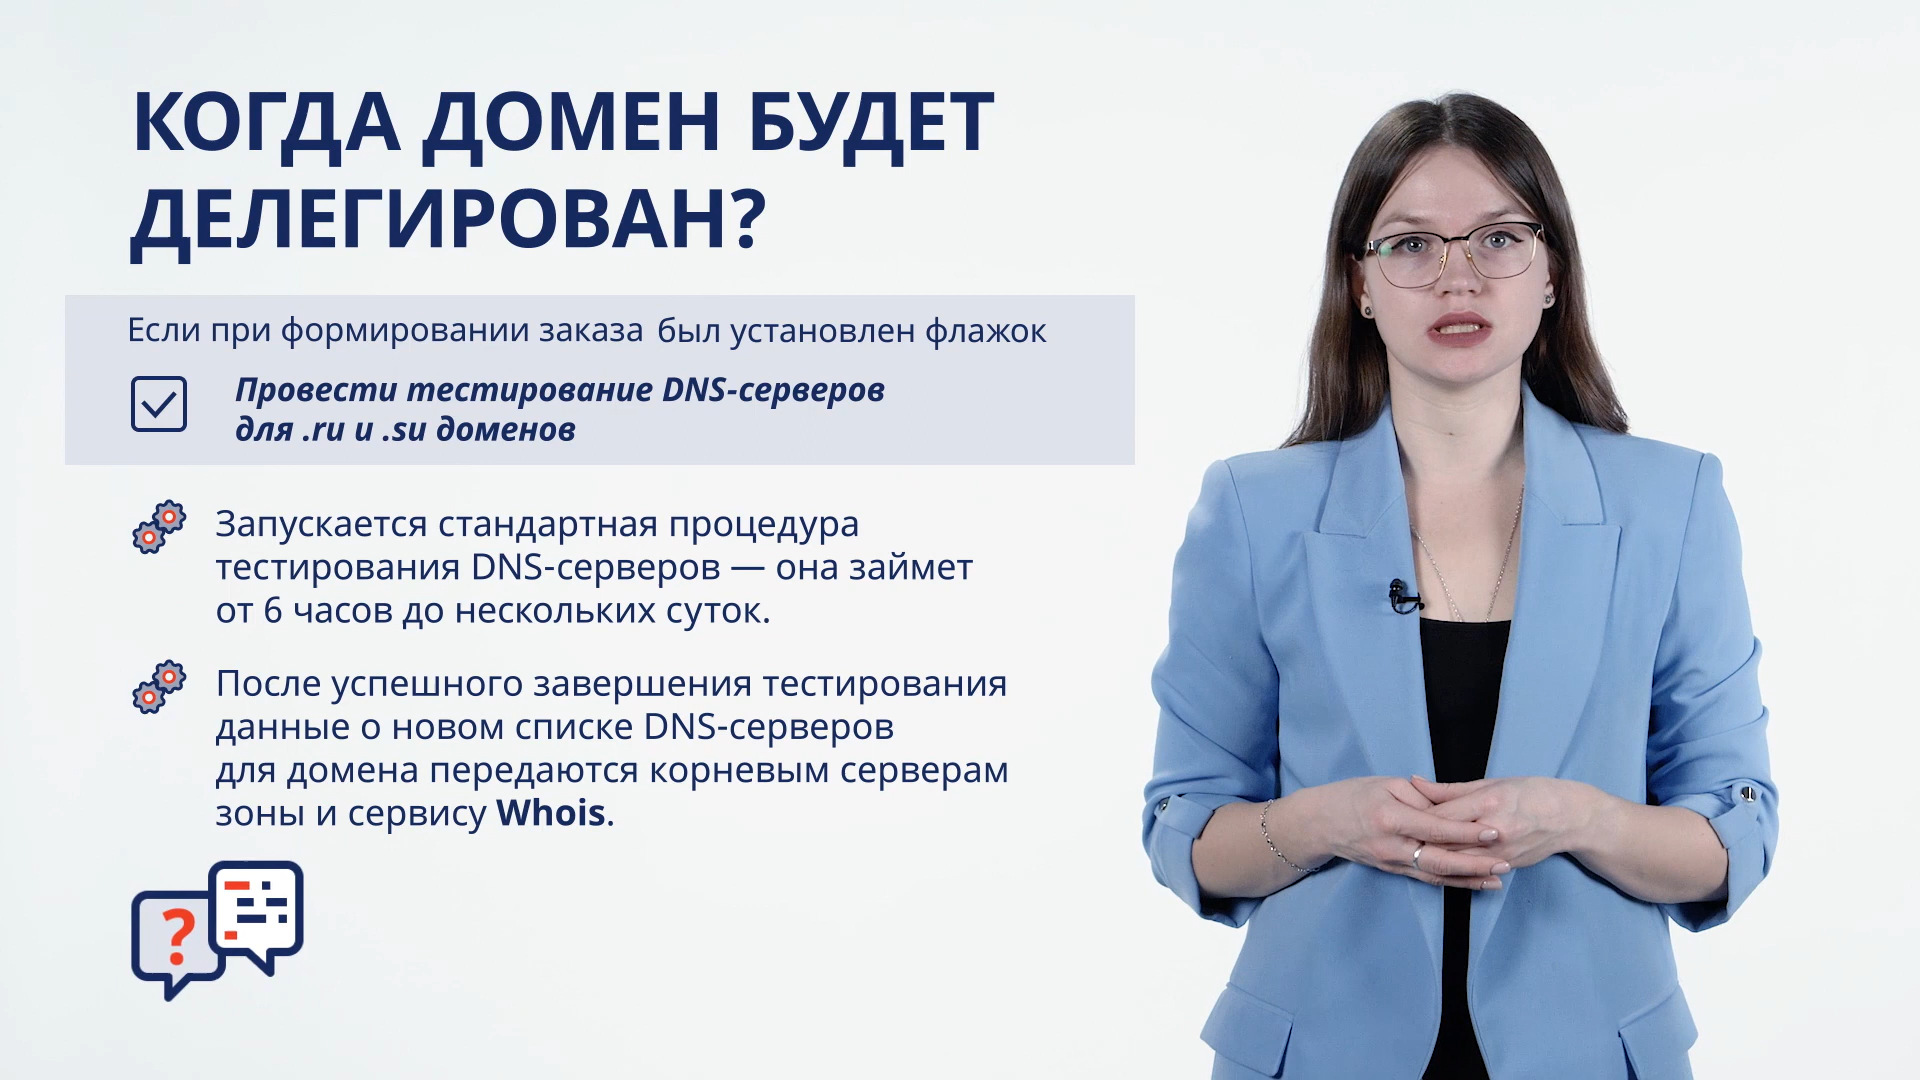 КОГДА ДОМЕН БУДЕТ
ДЕЛЕГИРОВАН?
Если при формировании заказа был установлен флажок
Провести тестирование DNS-серверов
для .ru и .su доменов
Запускается стандартная процедура
тестирования DNS-серверов — она займет
от 6 часов до нескольких суток.
После успешного завершения тестирования
данные о новом списке DNS-серверов
для домена передаются корневым серверам
зоны и сервису Whois.
?